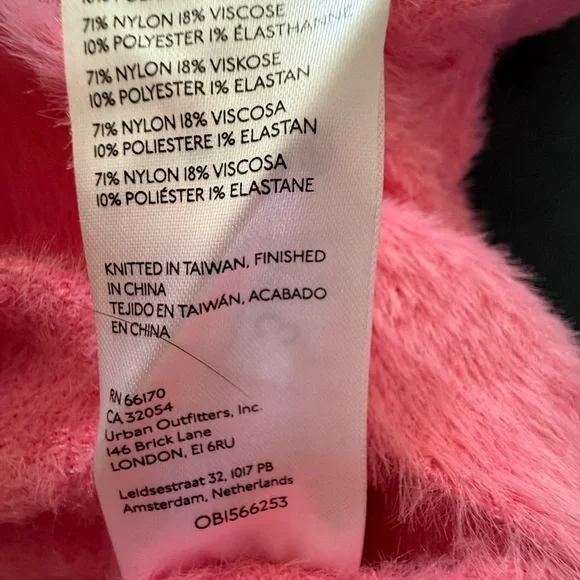 71% NYLON 18% VISCOSE
10% POLYESTER 1% ÉLASTHANNE
71% NYLON 18% VISKOSE
10% POLYESTER 1% ELASTAN
71% NYLON 18% VISCOSA
10% POLIESTERE 1% ELASTAN
71% NYLON 18% VISCOSA
10% POLIÉSTER 1% ELASTANE
KNITTED IN TAIWAN, FINISHED
IN CHINA
TEJIDO EN TAIWÁN, ACABADO
EN CHINA
RN 66170
CA 32054
Urban Outfitters, Inc.
146 Brick Lane
LONDON, E1 6RU
Leidsestraat 32, 1017 PB
Amsterdam, Netherlands
OB1566253